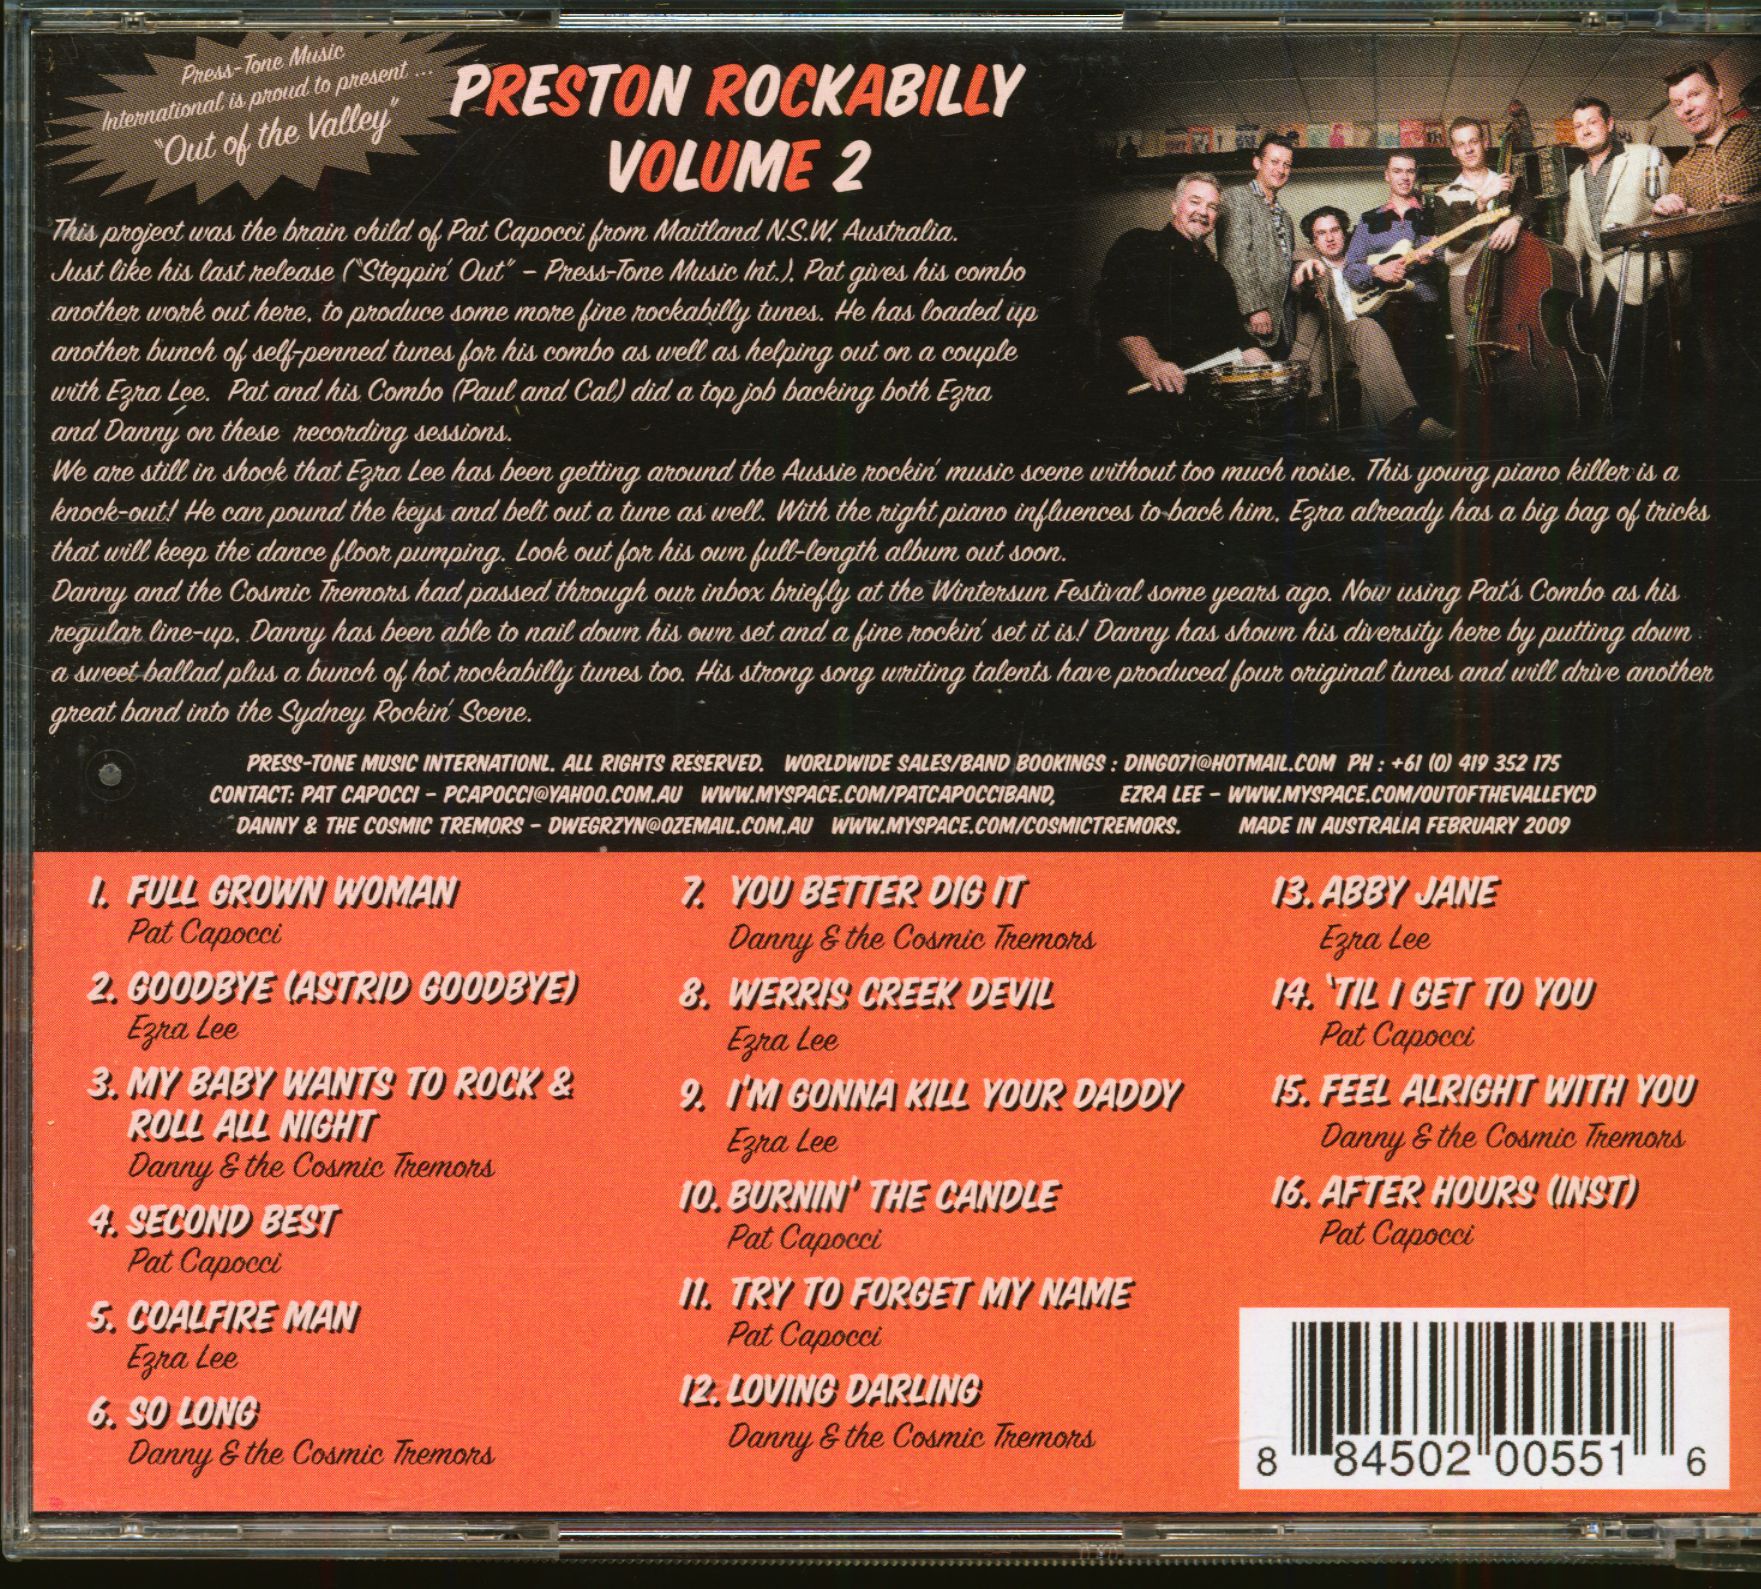 Press-Tone Music
International is proud to present ...
"Out of the Valley"
PRESTON ROCKABILLY
VOLUME 2
This project was the brain child of Pat Capocci from Maitland N.S.W. Australia.
Just like his last release ("Steppin' Out" – Press-Tone Music Int.), Pat gives his combo
another work out here, to produce some more fine rockabilly tunes. He has loaded up
another bunch of self-penned tunes for his combo as well as helping out on a couple
with Ezra Lee. Pat and his Combo (Paul and Cal) did a top job backing both Ezra
and Danny on these recording sessions.
We are still in shock that Ezra Lee has been getting around the Aussie rockin' music scene without too much noise. This young piano killer is a
knock-out! He can pound the keys and belt out a tune as well. With the right piano influences to back him, Ezra already has a big bag of tricks
that will keep the dance floor pumping. Look out for his own full-length album out soon.
Danny and the Cosmic Tremors had passed through our inbox briefly at the Wintersun Festival some years ago. Now using Pat's Combo as his
regular line-up, Danny has been able to nail down his own set and a fine rockin' set it is! Danny has shown his diversity here by putting down
a sweet ballad plus a bunch of hot rockabilly tunes too. His strong song writing talents have produced four original tunes and will drive another
great band into the Sydney Rockin' Scene.
PRESS-TONE MUSIC INTERNATIONL. ALL RIGHTS RESERVED. WORLDWIDE SALES/BAND BOOKINGS : DINGO71@HOTMAIL.COM PH : +61 (0) 419 352 175
CONTACT: PAT CAPOCCI – PCAPOCCI@YAHOO.COM.AU WWW.MYSPACE.COM/PATCAPOCCIBAND, EZRA LEE – WWW.MYSPACE.COM/OUTOFTHEVALLEYCD
DANNY & THE COSMIC TREMORS – DWEGRZYN@OZEMAIL.COM.AU WWW.MYSPACE.COM/COSMICTREMORS. MADE IN AUSTRALIA FEBRUARY 2009
1. FULL GROWN WOMAN
Pat Capocci
2. GOODBYE (ASTRID GOODBYE)
Ezra Lee
3. MY BABY WANTS TO ROCK &
ROLL ALL NIGHT
Danny & the Cosmic Tremors
4. SECOND BEST
Pat Capocci
5. COALFIRE MAN
Ezra Lee
6. SO LONG
Danny & the Cosmic Tremors
7. YOU BETTER DIG IT
Danny & the Cosmic Tremors
8. WERRIS CREEK DEVIL
Ezra Lee
9. I'M GONNA KILL YOUR DADDY
Ezra Lee
10. BURNIN' THE CANDLE
Pat Capocci
11. TRY TO FORGET MY NAME
Pat Capocci
12. LOVING DARLING
Danny & the Cosmic Tremors
13. ABBY JANE
Ezra Lee
14. 'TIL I GET TO YOU
Pat Capocci
15. FEEL ALRIGHT WITH YOU
Danny & the Cosmic Tremors
16. AFTER HOURS (INST)
Pat Capocci
8 84502 00551 6